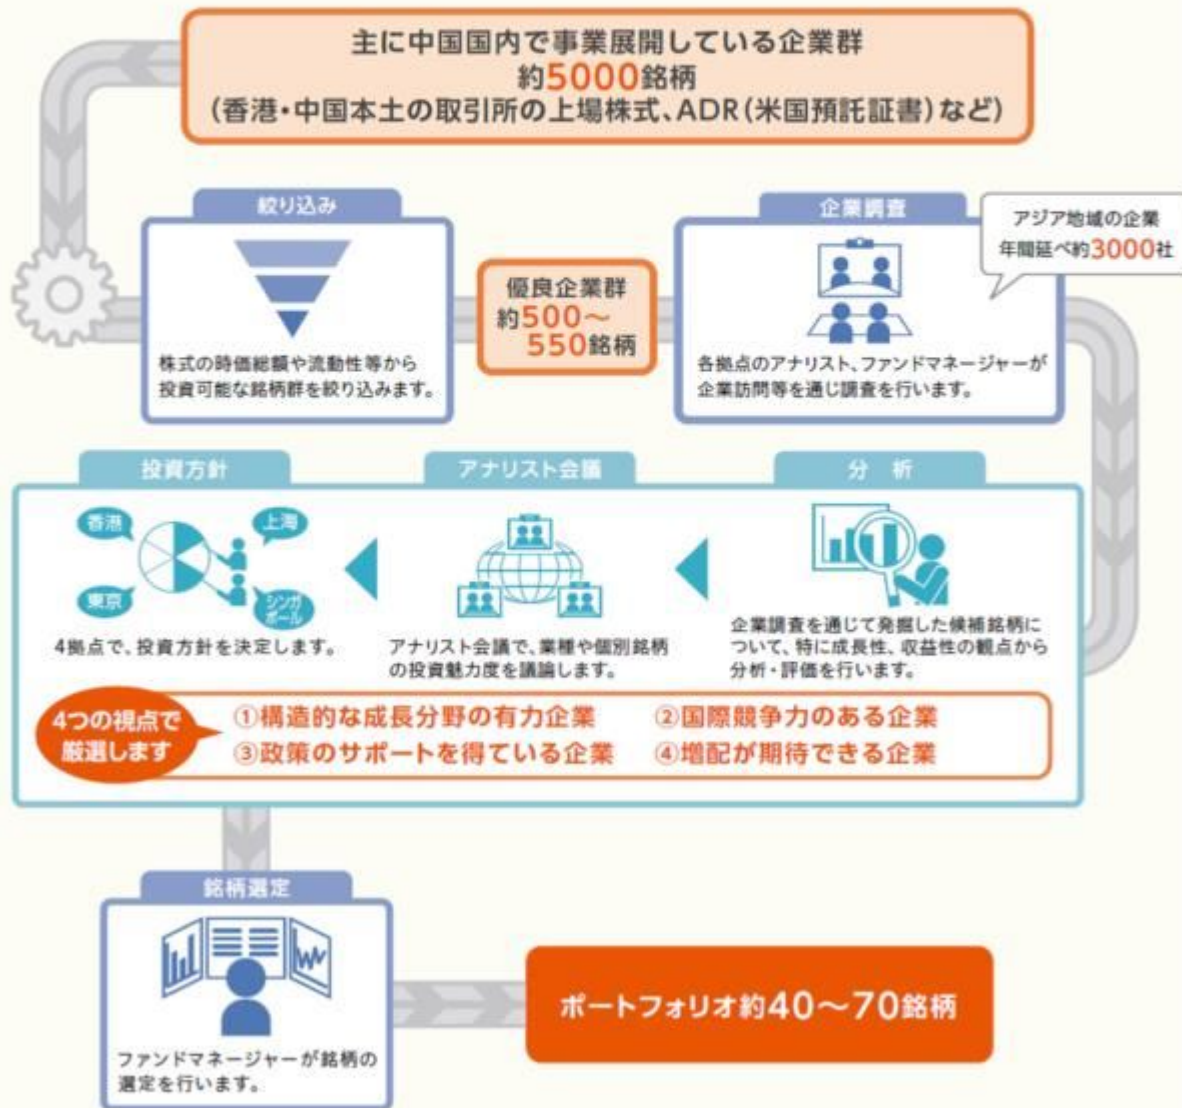 主に中国国内で事業展開している企業群
約5000銘柄
(香港・中国本土の取引所の上場株式、ADR(米国預託証書)など)
絞り込み
株式の時価総額や流動性等から
投資可能な銘柄群を絞り込みます。
優良企業群
約500〜
550銘柄
企業調査
アジア地域の企業
年間延べ約3000社
各拠点のアナリスト、ファンドマネージャーが
企業訪問等を通じ調査を行います。
分 析
企業調査を通じて発掘した候補銘柄に
ついて、特に成長性、収益性の観点から
分析・評価を行います。
アナリスト会議
アナリスト会議で、業種や個別銘柄
の投資魅力度を議論します。
投資方針
香港
上海
東京
シンガ
ポール
4拠点で、投資方針を決定します。
4つの視点で
厳選します
①構造的な成長分野の有力企業 ②国際競争力のある企業
③政策のサポートを得ている企業 ④増配が期待できる企業
銘柄選定
ファンドマネージャーが銘柄の
選定を行います。
ポートフォリオ約40〜70銘柄